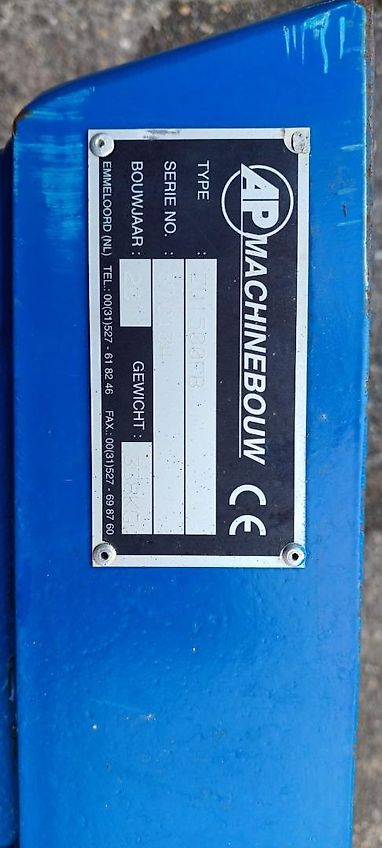 AP MACHINEBOUW CE
TYPE :
SERIE NO. :
BOUWJAAR : GEWICHT :
EMMELOORD (NL) TEL.: 00(31)527 - 61 82 46 FAX.: 00(31)527 - 69 87 60